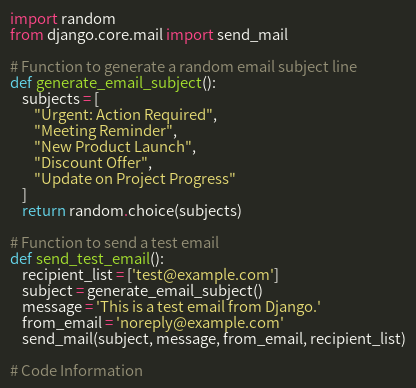 import random
from django.core.mail import send_mail

# Function to generate a random email subject line
def generate_email_subject():
    subjects = [
        "Urgent: Action Required",
        "Meeting Reminder",
        "New Product Launch",
        "Discount Offer",
        "Update on Project Progress"
    ]
    return random.choice(subjects)

# Function to send a test email
def send_test_email():
    recipient_list = ['test@example.com']
    subject = generate_email_subject()
    message = 'This is a test email from Django.'
    from_email = 'noreply@example.com'
    send_mail(subject, message, from_email, recipient_list)

# Code Information